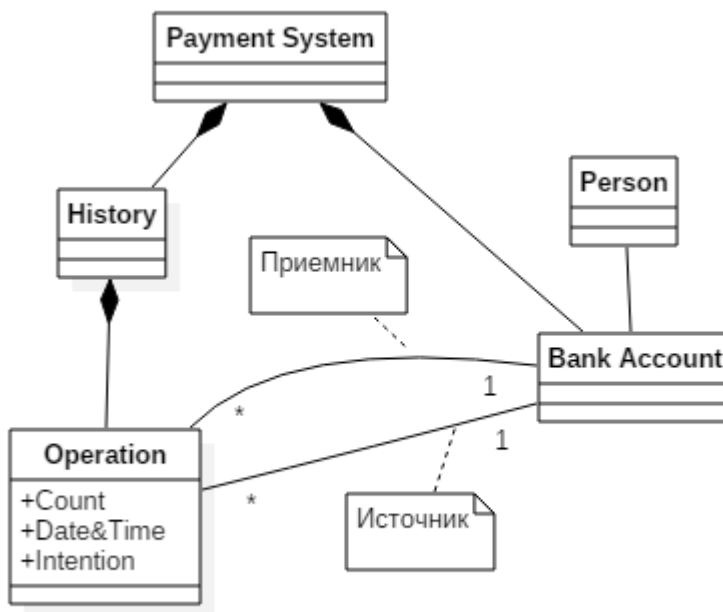 Payment System
History
Person
Приемник
Bank Account
*
1
1
*
Operation
+Count
+Date&Time
+Intention
Источник